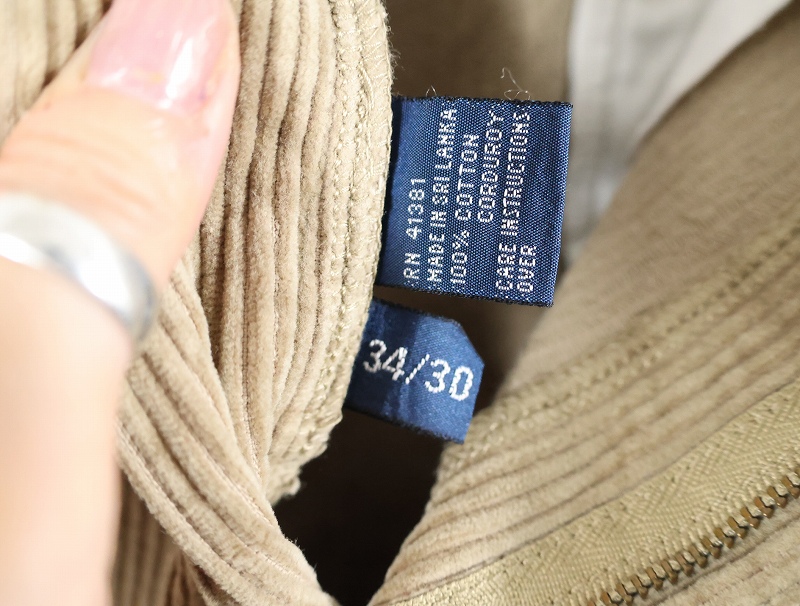 RN 41381
MADE IN SRI LANKA
100% COTTON
CORDUROY
CARE INSTRUCTIONS
OVER
34/30